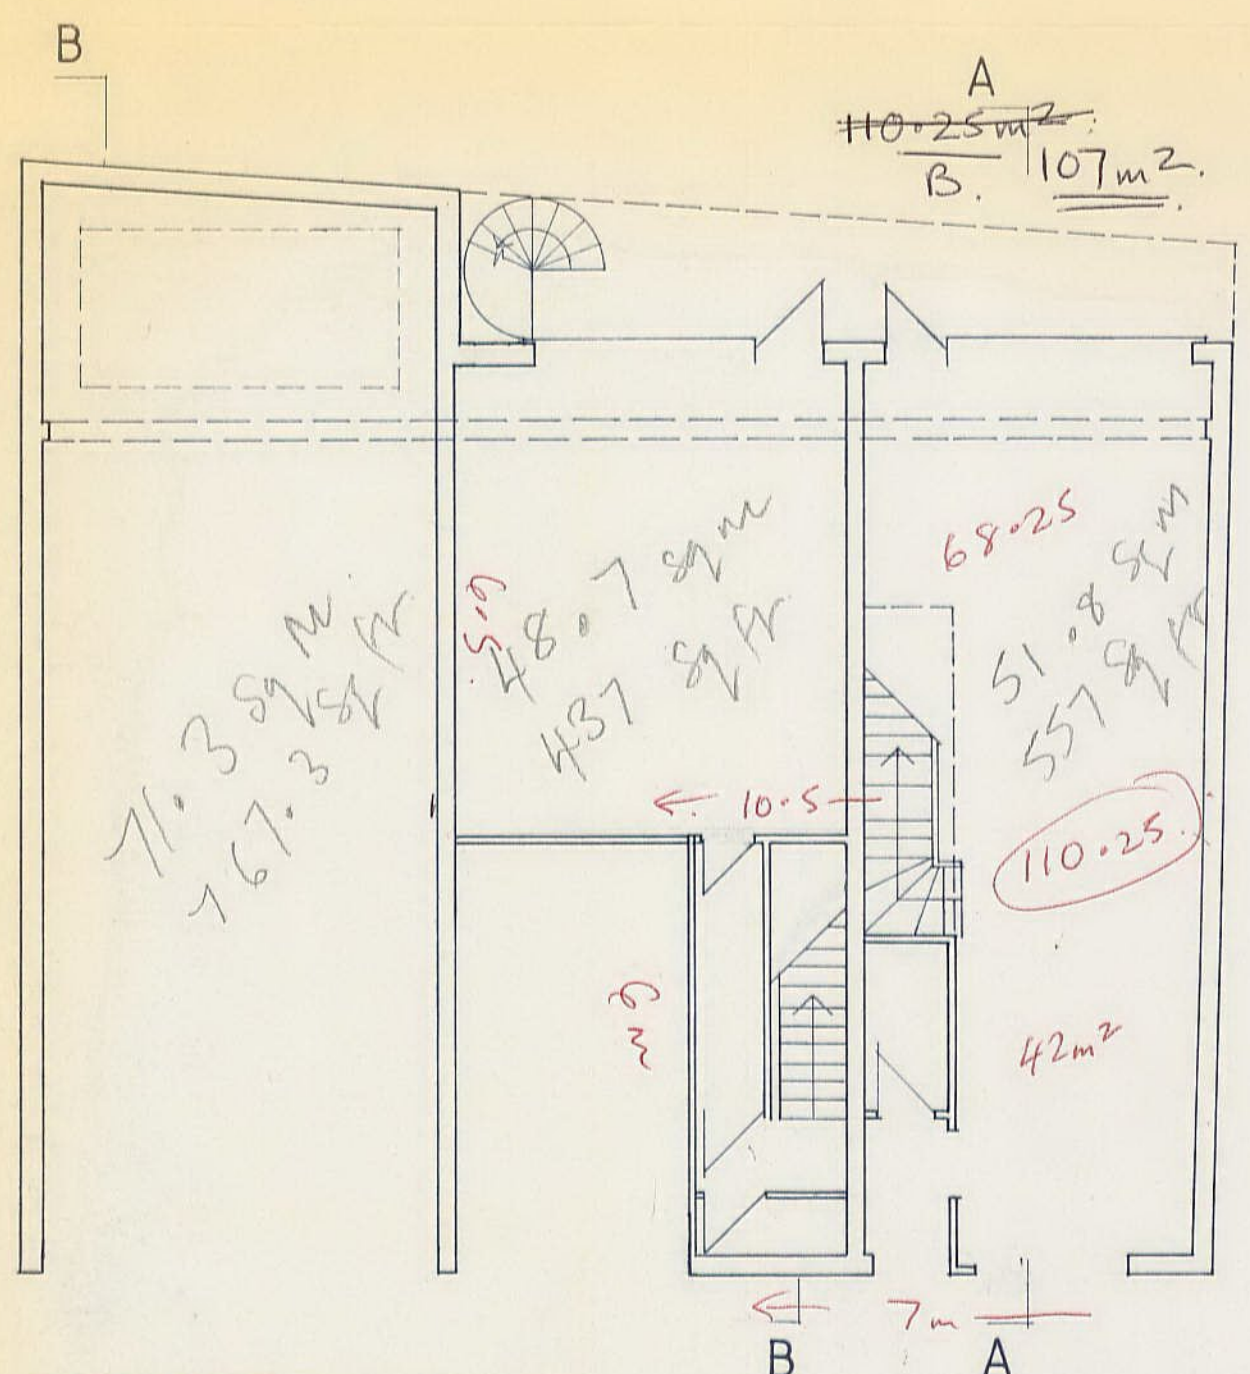 B
A
110.25m²
B. 107m².
68.25
6.5
48.7 sq m
437 sq ft
51.8 sq m
557 sq ft
71.3 sq m
767.3 sq ft
10.5
110.25.
6m
42m²
7m
B
A